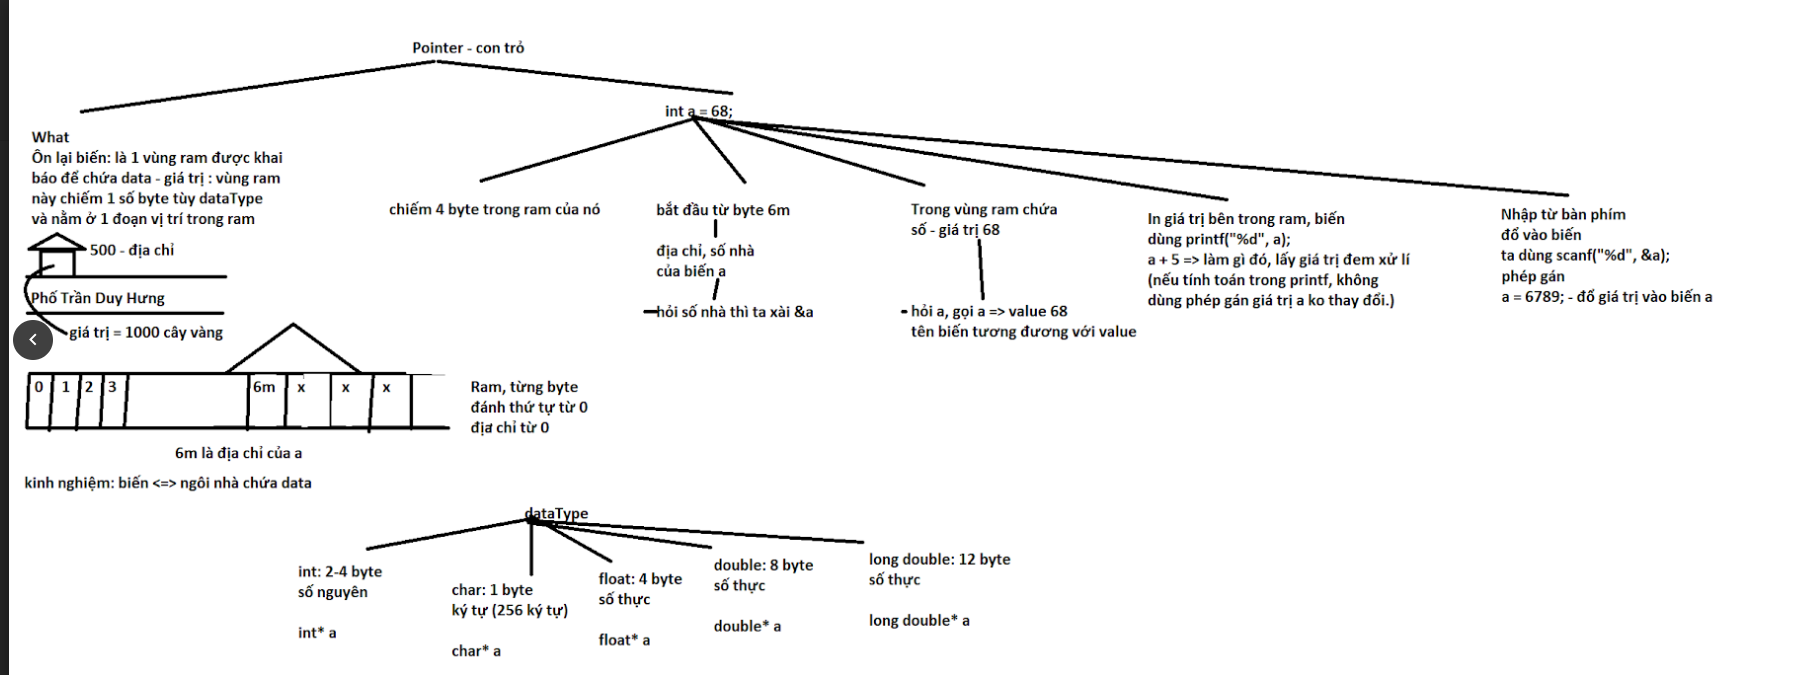 Pointer - con trỏ
int a = 68;
What
Ôn lại biến: là 1 vùng ram được khai
báo để chứa data - giá trị : vùng ram
này chiếm 1 số byte tùy dataType
và nằm ở 1 đoạn vị trí trong ram
500 - địa chỉ
Phố Trần Duy Hưng
giá trị = 1000 cây vàng
chiếm 4 byte trong ram của nó
bắt đầu từ byte 6m
địa chỉ, số nhà
của biến a
hỏi số nhà thì ta xài &a
Trong vùng ram chứa
số - giá trị 68
- hỏi a, gọi a => value 68
tên biến tương đương với value
In giá trị bên trong ram, biến
dùng printf("%d", a);
a + 5 => làm gì đó, lấy giá trị đem xử lí
(nếu tính toán trong printf, không
dùng phép gán giá trị a ko thay đổi.)
Nhập từ bàn phím
đổ vào biến
ta dùng scanf("%d", &a);
phép gán
a = 6789; - đổ giá trị vào biến a
0 1 2 3 6m x x x
Ram, từng byte
đánh thứ tự từ 0
địa chỉ từ 0
6m là địa chỉ của a
kinh nghiệm: biến <=> ngôi nhà chứa data
dataType
int: 2-4 byte
số nguyên
int* a
char: 1 byte
ký tự (256 ký tự)
char* a
float: 4 byte
số thực
float* a
double: 8 byte
số thực
double* a
long double: 12 byte
số thực
long double* a